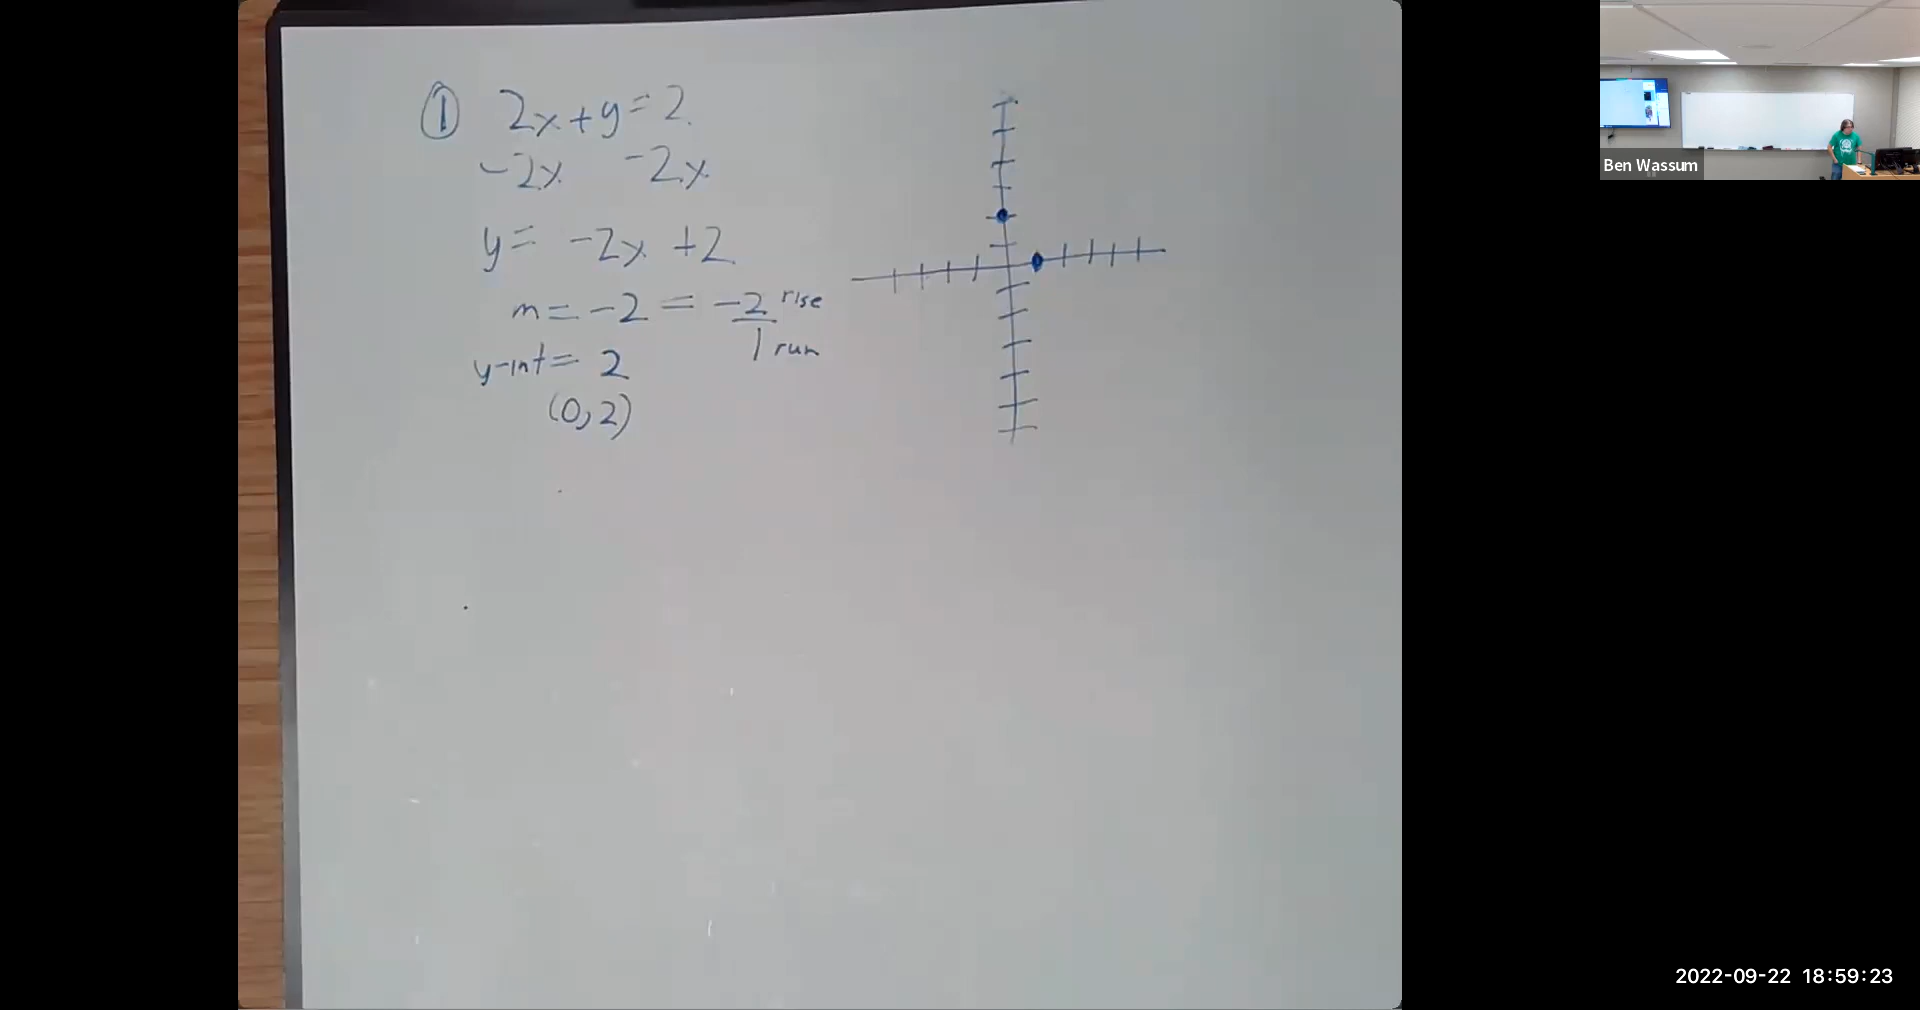 ① 2x + y = 2
-2x -2x
y = -2x + 2
m = -2 = -2 rise
1 run
y-int = 2
(0, 2)
Ben Wassum
2022-09-22 18:59:23